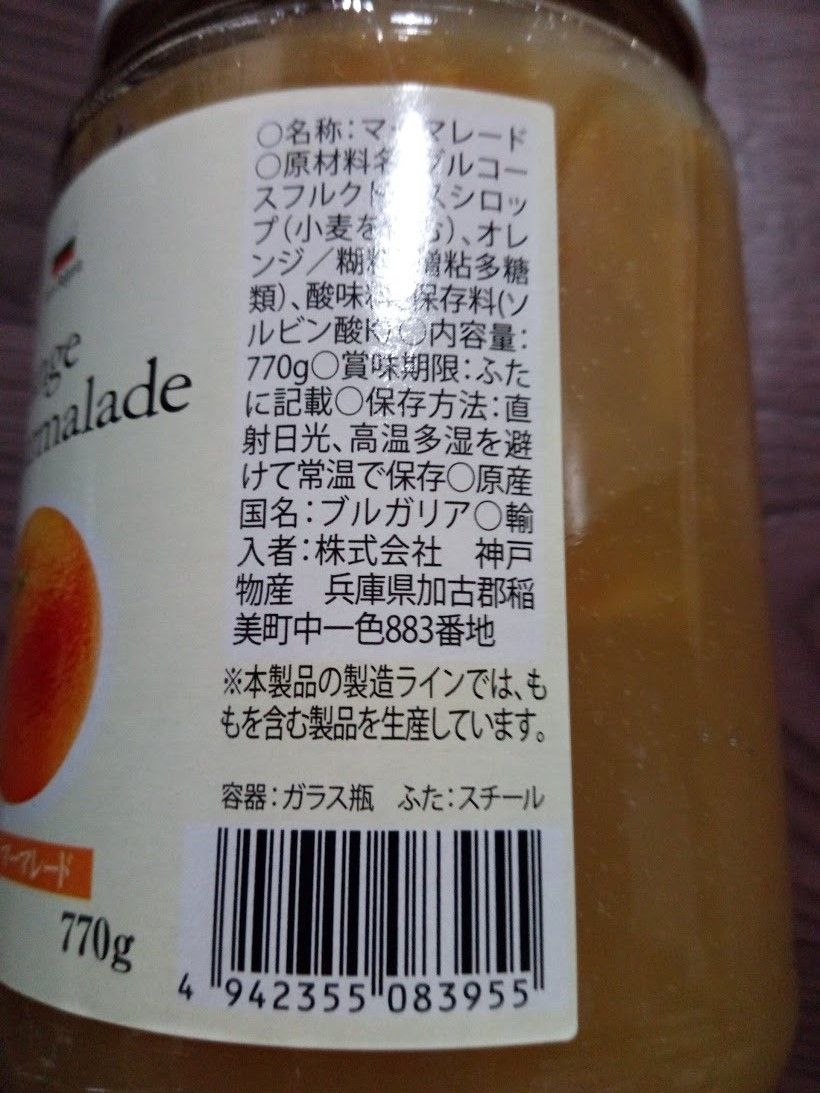 ○名称：マーマレード
○原材料名 グルコー
スフルクト スシロッ
プ(小麦を む)、オレ
ンジ／糊料 増粘多糖
類)、酸味料 保存料(ソ
ルビン酸K)○内容量：
770g○賞味期限：ふた
に記載○保存方法：直
射日光、高温多湿を避
けて常温で保存○原産
国名：ブルガリア○輸
入者：株式会社　神戸
物産　兵庫県加古郡稲
美町中一色883番地
※本製品の製造ラインでは、も
もを含む製品を生産しています。
容器：ガラス瓶　ふた：スチール
4 942355 083955
nge
rmalade
マーマレード
770g